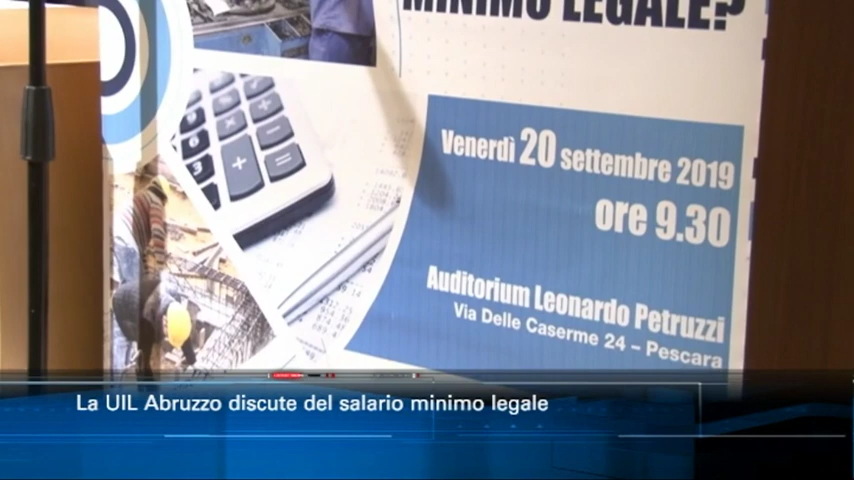 MINIMO LEGALE?
Venerdì 20 settembre 2019
ore 9.30
Auditorium Leonardo Petruzzi
Via Delle Caserme 24 – Pescara
La UIL Abruzzo discute del salario minimo legale